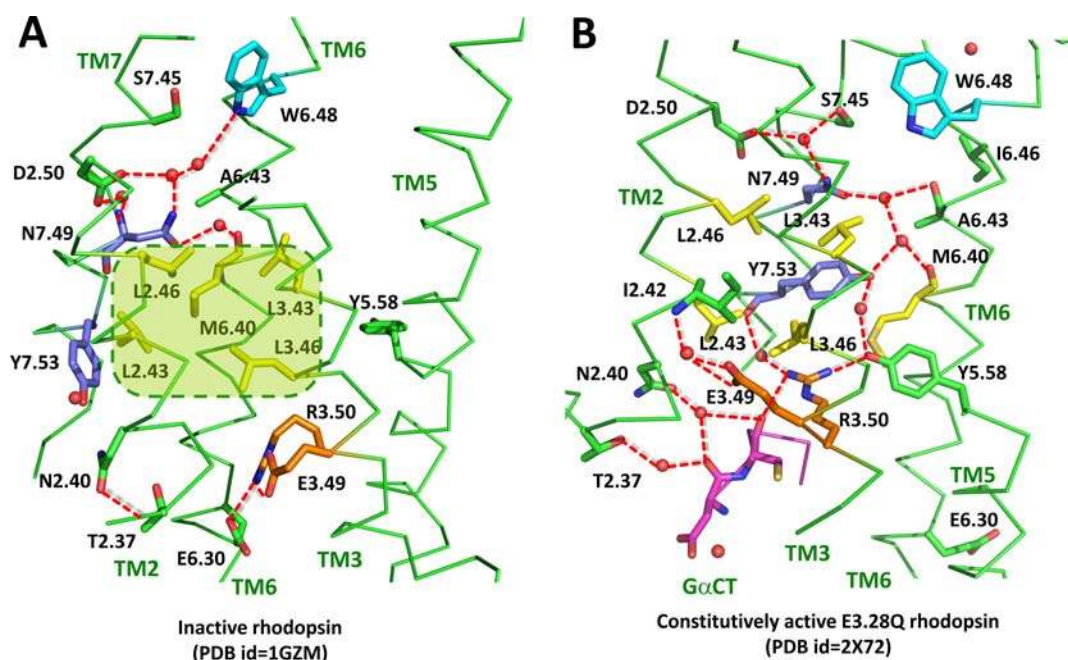 A
TM7
TM6
S7.45
W6.48
D2.50
A6.43
TM5
N7.49
L2.46
L3.43
M6.40
Y5.58
L3.46
Y7.53
L2.43
R3.50
N2.40
E3.49
T2.37
E6.30
TM2
TM3
TM6
Inactive rhodopsin
(PDB id=1GZM)
B
W6.48
S7.45
D2.50
I6.46
N7.49
TM2
L3.43
A6.43
L2.46
M6.40
Y7.53
I2.42
TM6
L2.43
L3.46
N2.40
E3.49
Y5.58
R3.50
T2.37
TM5
E6.30
TM3
GαCT
TM6
Constitutively active E3.28Q rhodopsin
(PDB id=2X72)